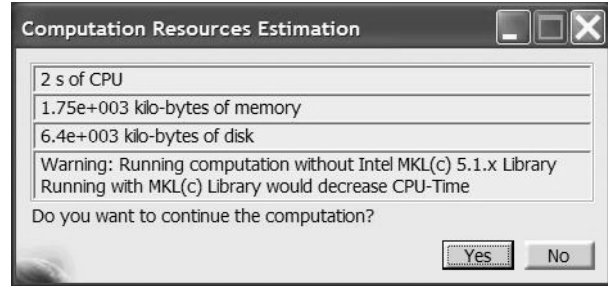 Computation Resources Estimation
2 s of CPU
1.75e+003 kilo-bytes of memory
6.4e+003 kilo-bytes of disk
Warning: Running computation without Intel MKL(c) 5.1.x Library
Running with MKL(c) Library would decrease CPU-Time
Do you want to continue the computation?
Yes No